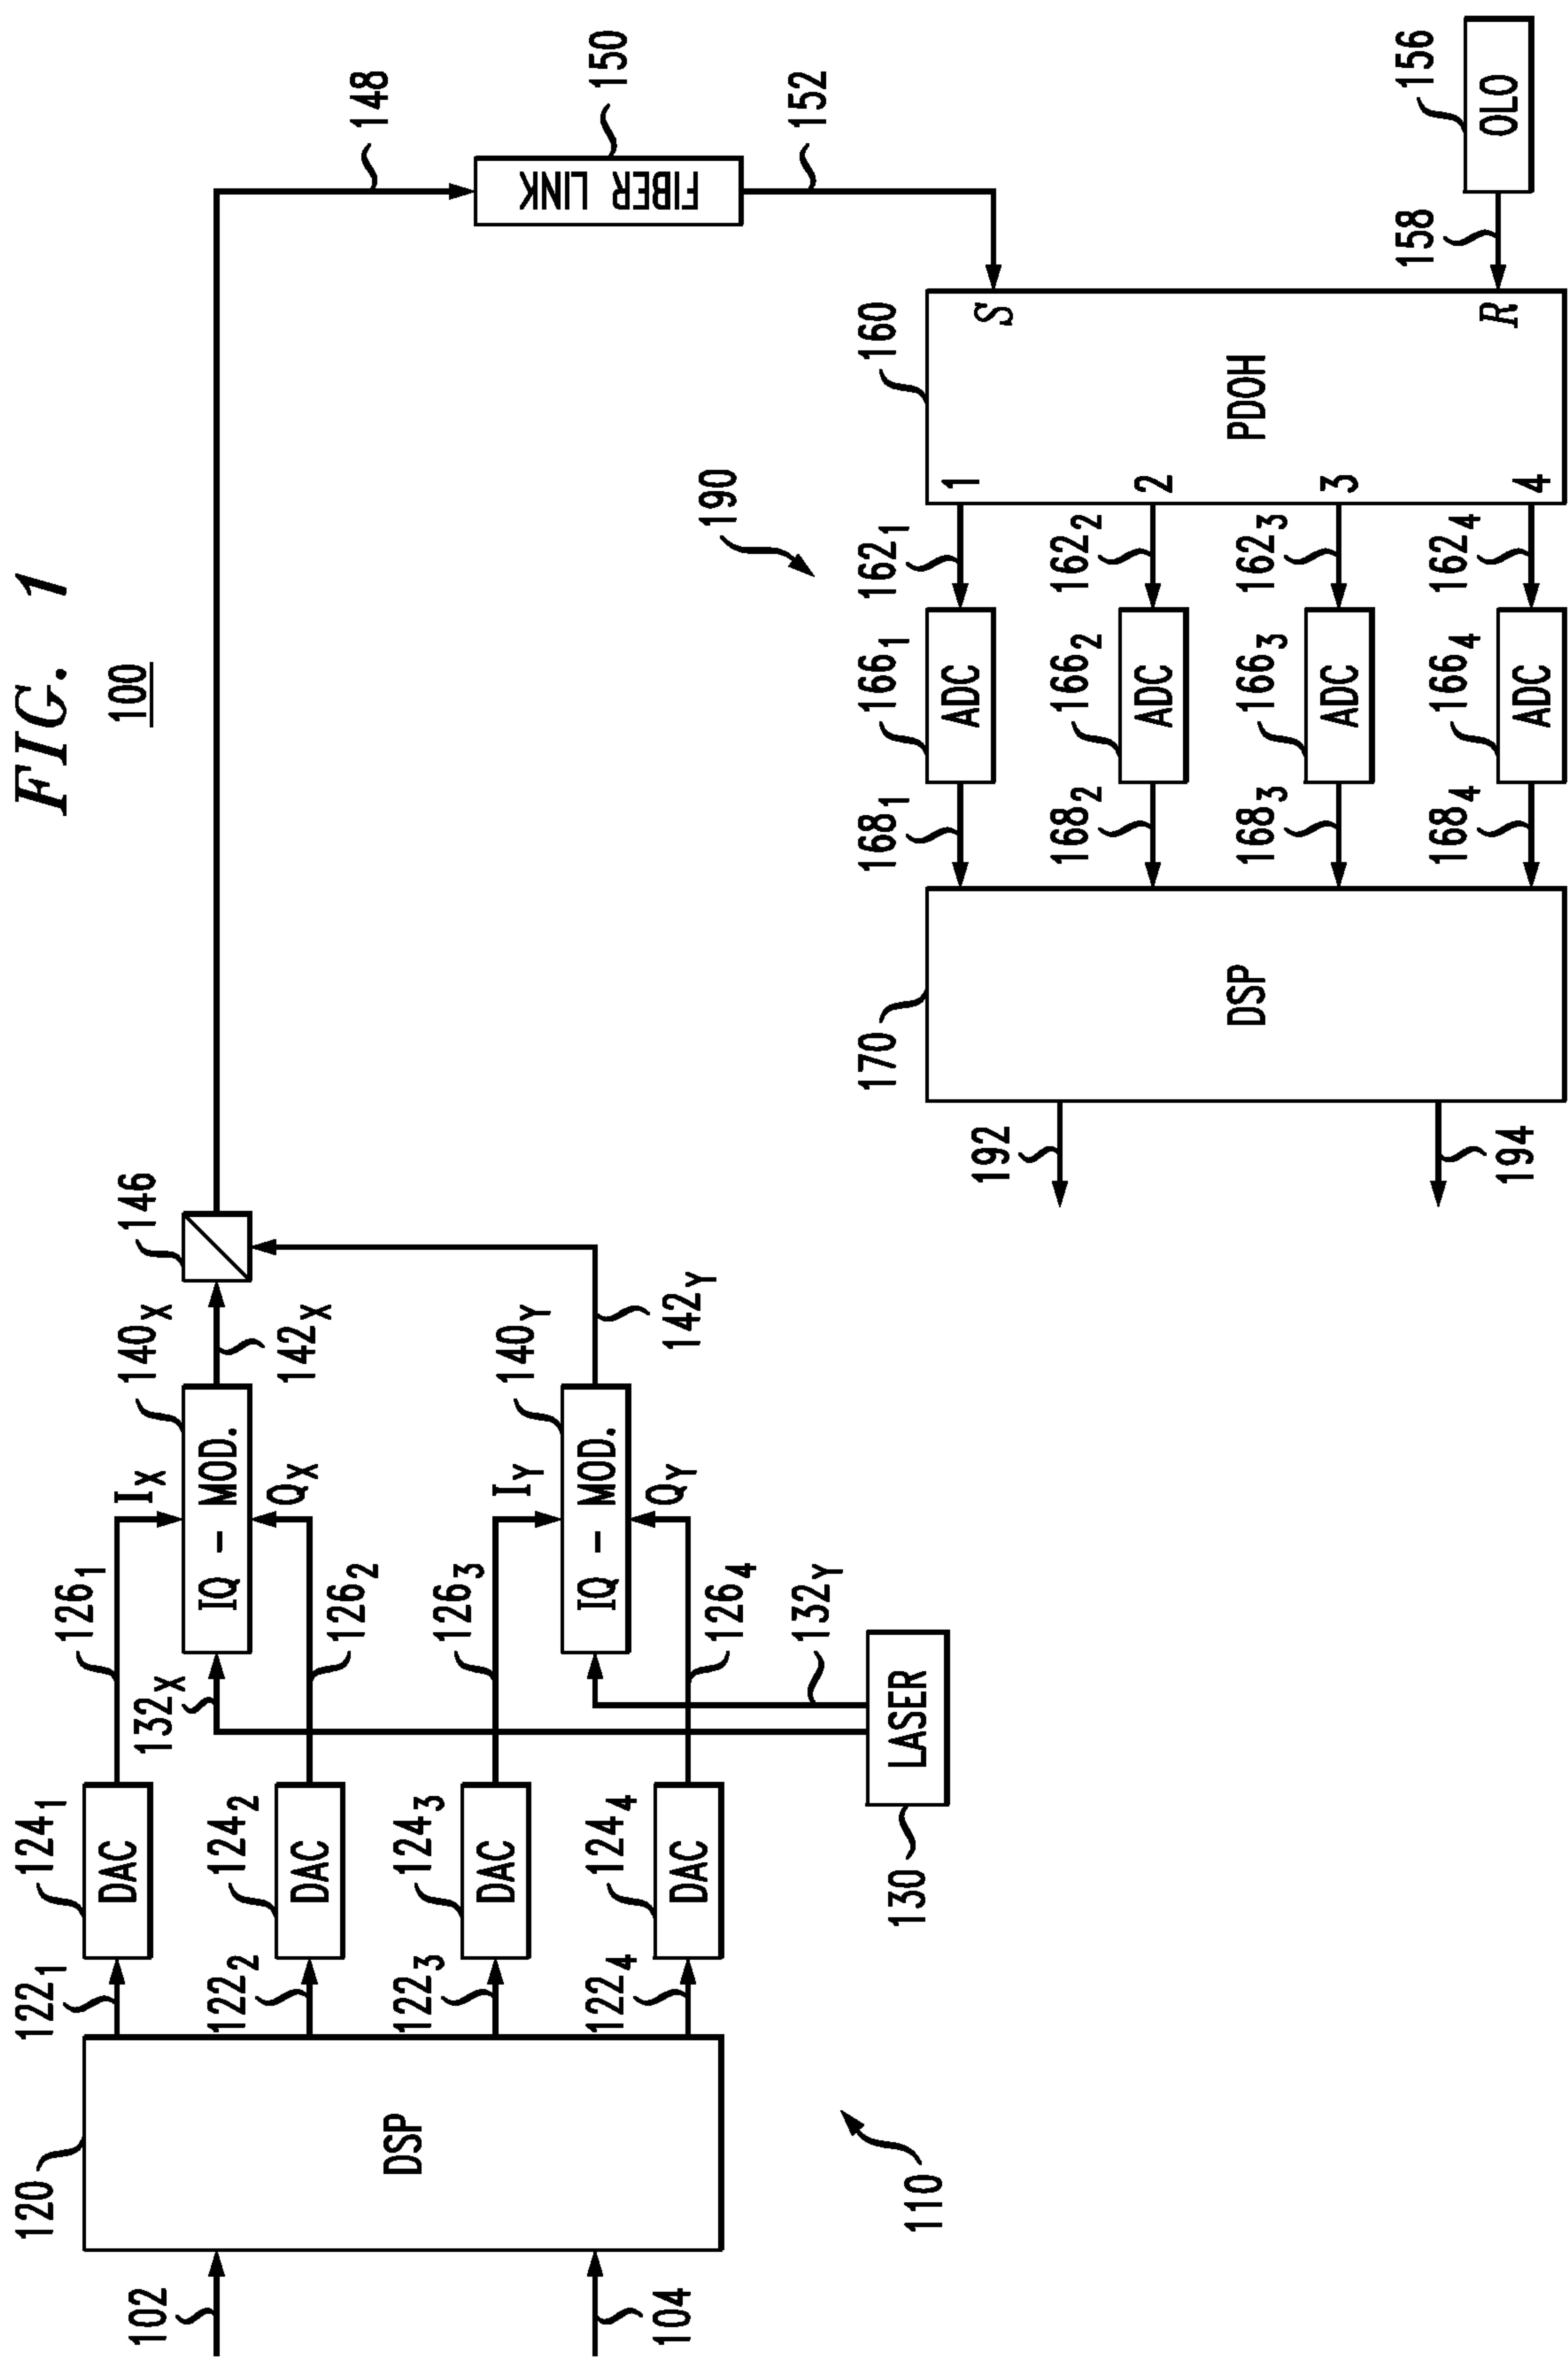 FIG. 1
100
102
104
110
120
DSP
122₁
122₂
122₃
122₄
124₁
DAC
124₂
DAC
124₃
DAC
124₄
DAC
126₁
126₂
126₃
126₄
130
LASER
132X
132Y
IX
QX
IY
QY
140X
IQ - MOD.
140Y
IQ - MOD.
142X
142Y
146
148
150
FIBER LINK
152
156
OLO
158
160
S
R
PDOH
1
2
3
4
190
162₁
162₂
162₃
162₄
166₁
ADC
166₂
ADC
166₃
ADC
166₄
ADC
168₁
168₂
168₃
168₄
170
DSP
192
194